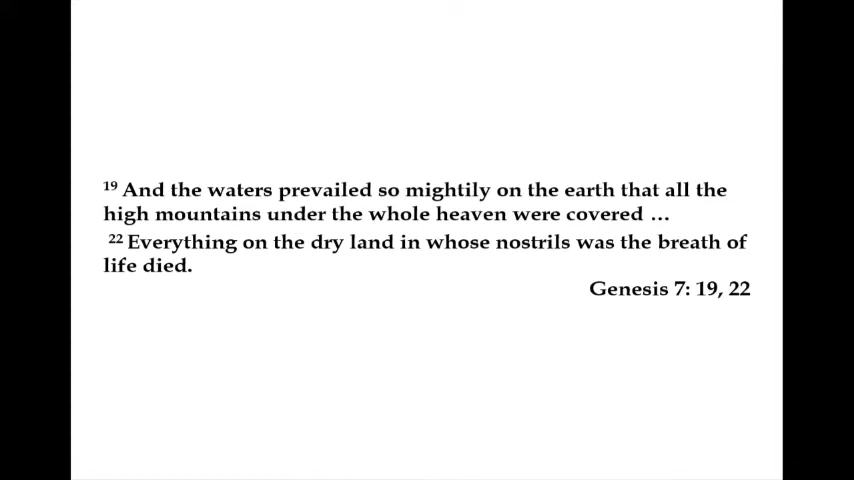 19 And the waters prevailed so mightily on the earth that all the
high mountains under the whole heaven were covered …
22 Everything on the dry land in whose nostrils was the breath of
life died.
Genesis 7: 19, 22